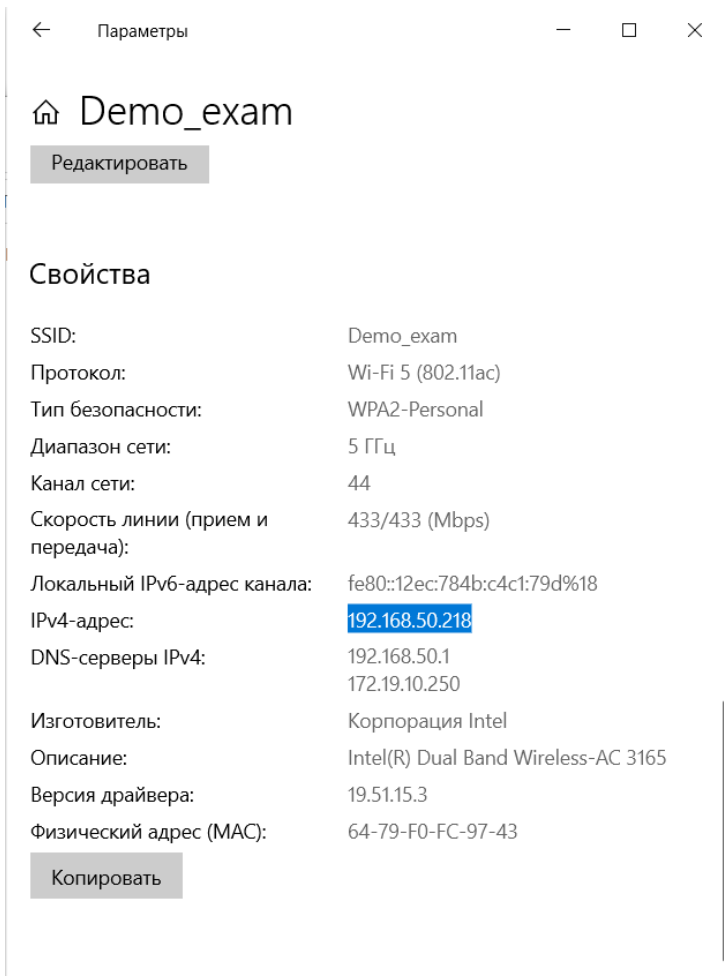 Параметры
Demo_exam
Редактировать
Свойства
SSID: Demo_exam
Протокол: Wi-Fi 5 (802.11ac)
Тип безопасности: WPA2-Personal
Диапазон сети: 5 ГГц
Канал сети: 44
Скорость линии (прием и 433/433 (Mbps)
передача):
Локальный IPv6-адрес канала: fe80::12ec:784b:c4c1:79d%18
IPv4-адрес: 192.168.50.218
DNS-серверы IPv4: 192.168.50.1
172.19.10.250
Изготовитель: Корпорация Intel
Описание: Intel(R) Dual Band Wireless-AC 3165
Версия драйвера: 19.51.15.3
Физический адрес (MAC): 64-79-F0-FC-97-43
Копировать